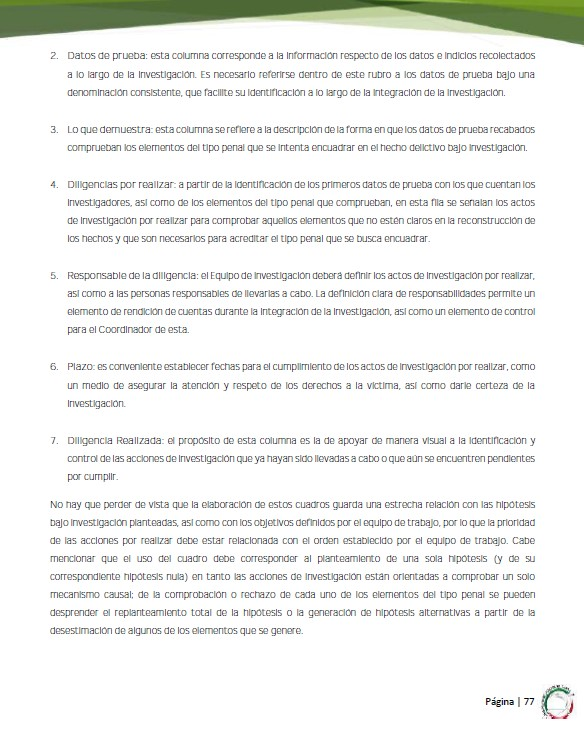 2. Datos de prueba: esta columna corresponde a la información respecto de los datos e indicios recolectados
a lo largo de la investigación. Es necesario referirse dentro de este rubro a los datos de prueba bajo una
denominación consistente, que facilite su identificación a lo largo de la integración de la investigación.
3. Lo que demuestra: esta columna se refiere a la descripción de la forma en que los datos de prueba recabados
comprueban los elementos del tipo penal que se intenta encuadrar en el hecho delictivo bajo investigación.
4. Diligencias por realizar: a partir de la identificación de los primeros datos de prueba con los que cuentan los
investigadores, así como de los elementos del tipo penal que comprueban, en esta fila se señalan los actos
de investigación por realizar para comprobar aquellos elementos que no estén claros en la reconstrucción de
los hechos y que son necesarios para acreditar el tipo penal que se busca encuadrar.
5. Responsable de la diligencia: el Equipo de Investigación deberá definir los actos de investigación por realizar,
así como a las personas responsables de llevarlas a cabo. La definición clara de responsabilidades permite un
elemento de rendición de cuentas durante la integración de la investigación, así como un elemento de control
para el Coordinador de esta.
6. Plazo: es conveniente establecer fechas para el cumplimiento de los actos de investigación por realizar, como
un medio de asegurar la atención y respeto de los derechos a la víctima, así como darle certeza de la
investigación.
7. Diligencia Realizada: el propósito de esta columna es la de apoyar de manera visual a la identificación y
control de las acciones de investigación que ya hayan sido llevadas a cabo o que aún se encuentren pendientes
por cumplir.
No hay que perder de vista que la elaboración de estos cuadros guarda una estrecha relación con las hipótesis
bajo investigación planteadas, así como con los objetivos definidos por el equipo de trabajo, por lo que la prioridad
de las acciones por realizar debe estar relacionada con el orden establecido por el equipo de trabajo. Cabe
mencionar que el uso del cuadro debe corresponder al planteamiento de una sola hipótesis (y de su
correspondiente hipótesis nula) en tanto las acciones de investigación están orientadas a comprobar un solo
mecanismo causal; de la comprobación o rechazo de cada uno de los elementos del tipo penal se pueden
desprender el replanteamiento total de la hipótesis o la generación de hipótesis alternativas a partir de la
desestimación de algunos de los elementos que se genere.
Página | 77